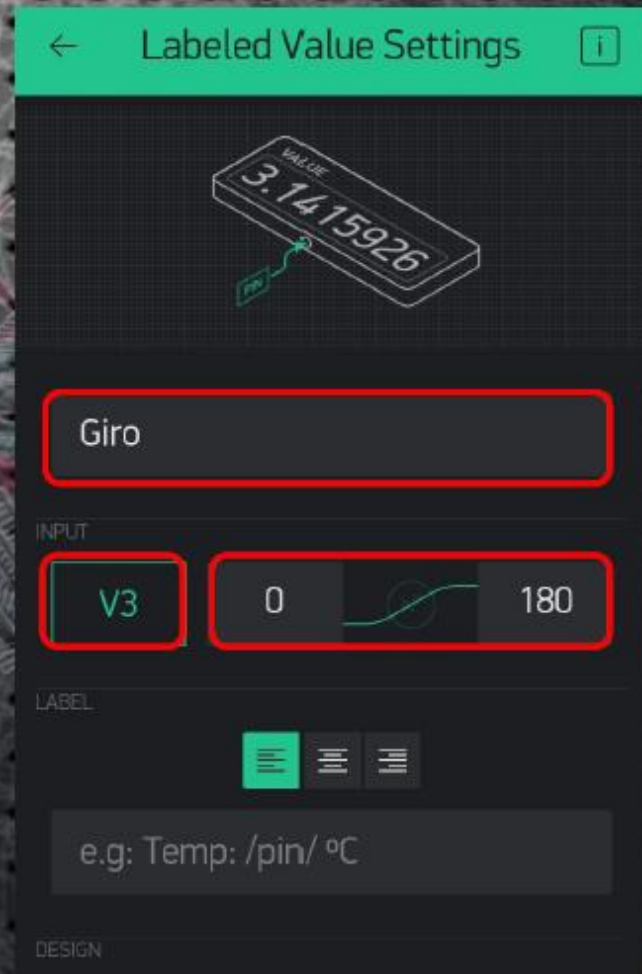 Labeled Value Settings
i
VALUE
3.1415926
PIN
Giro
INPUT
V3
0
180
LABEL
e.g: Temp: /pin/ ºC
DESIGN